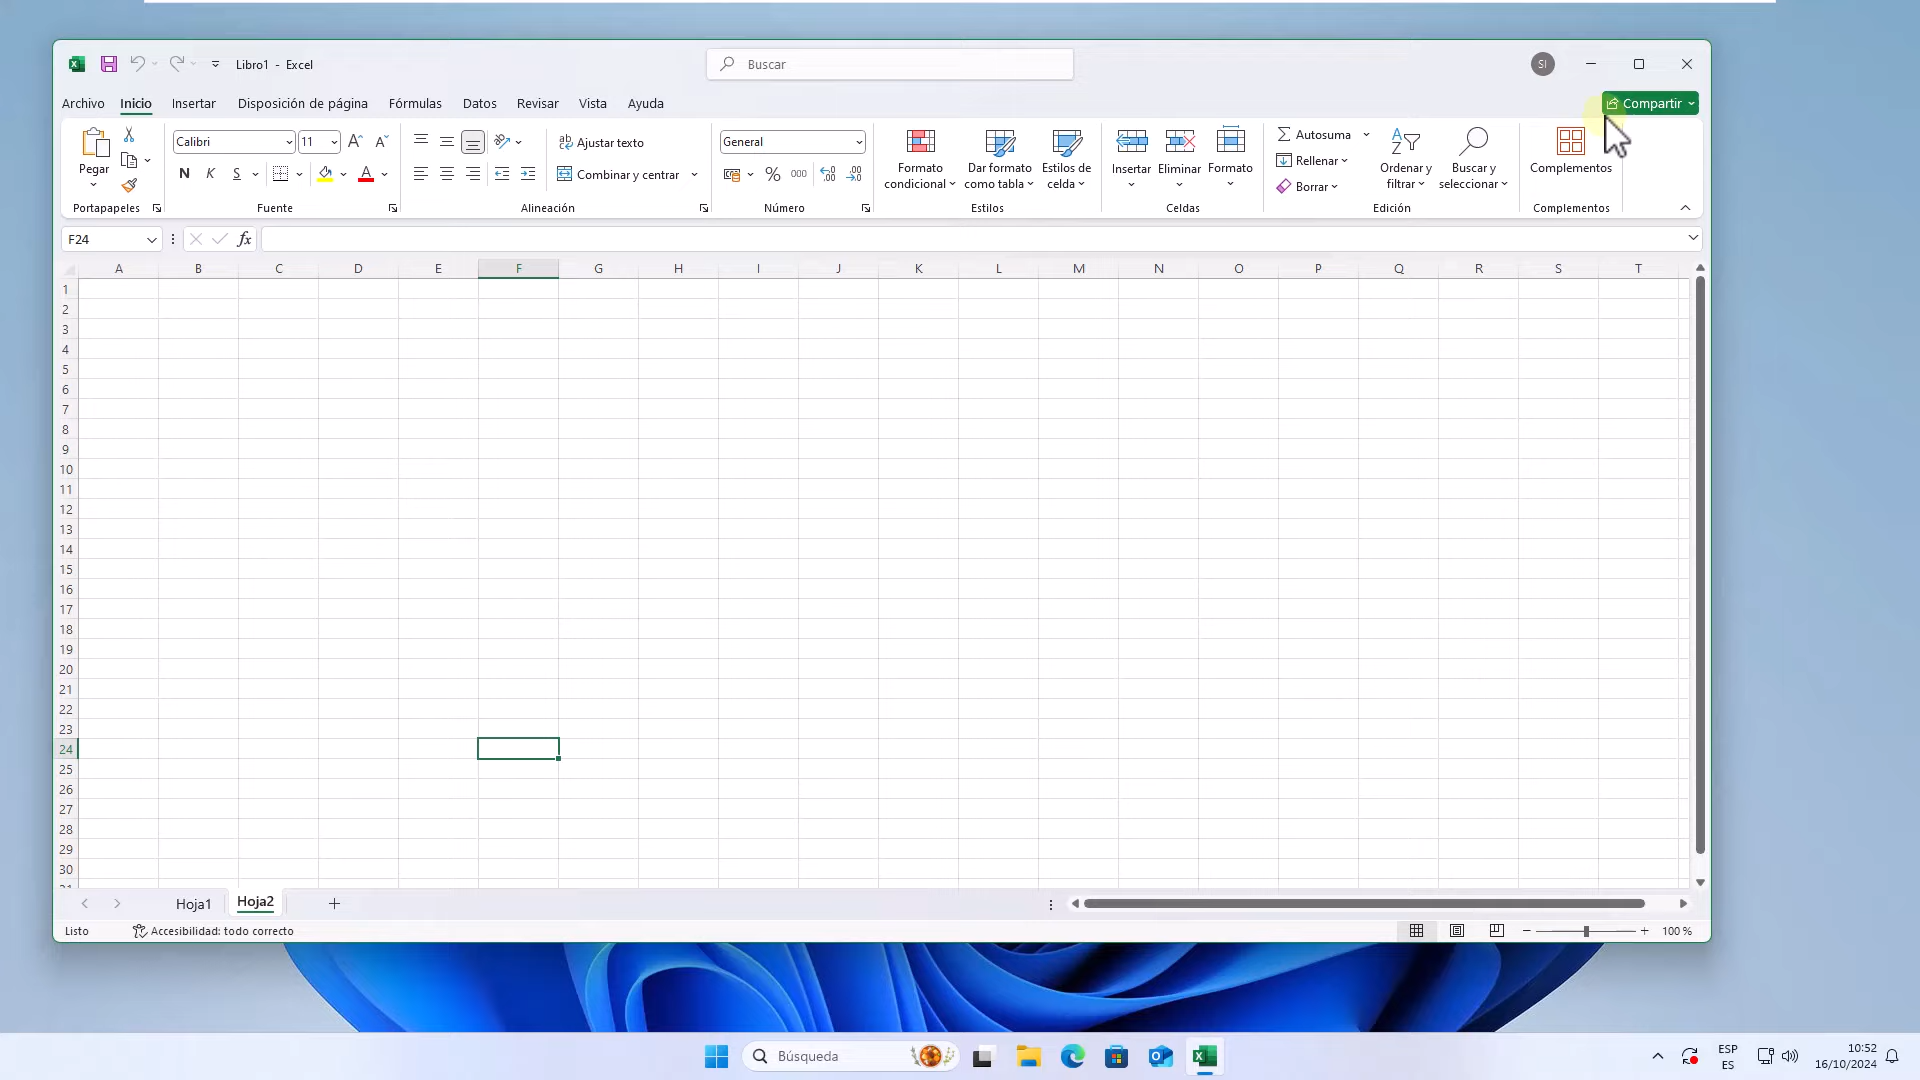 Libro1 - Excel
Buscar
SI
Archivo Inicio Insertar Disposición de página Fórmulas Datos Revisar Vista Ayuda
Compartir
Pegar
Portapapeles
Calibri 11
N K S
Fuente
Ajustar texto
Combinar y centrar
Alineación
General
% 000
Número
Formato condicional
Dar formato como tabla
Estilos de celda
Estilos
Insertar
Eliminar
Formato
Celdas
Autosuma
Rellenar
Borrar
Ordenar y filtrar
Buscar y seleccionar
Edición
Complementos
Complementos
F24
fx
A B C D E F G H I J K L M N O P Q R S T
1
2
3
4
5
6
7
8
9
10
11
12
13
14
15
16
17
18
19
20
21
22
23
24
25
26
27
28
29
30
Hoja1 Hoja2
Listo
Accesibilidad: todo correcto
100 %
Búsqueda
ESP
ES
10:52
16/10/2024